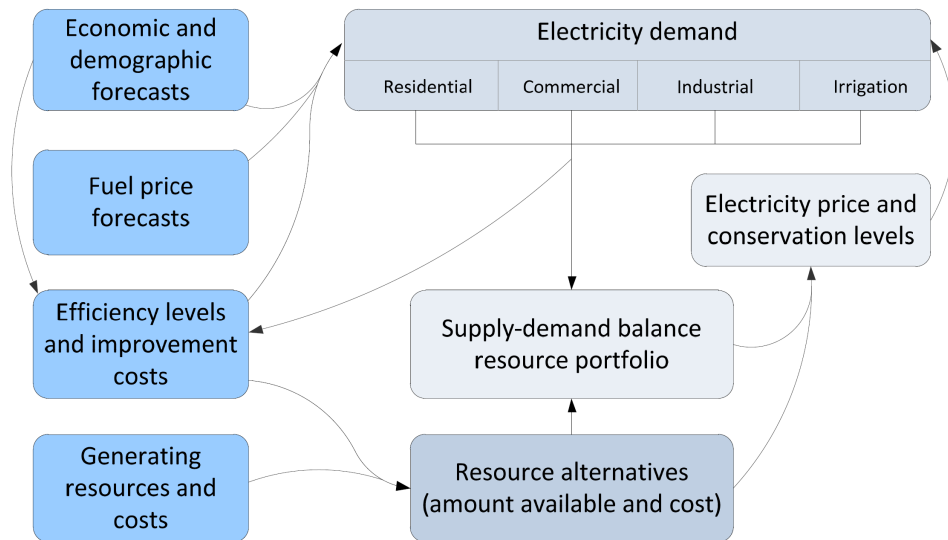 Economic and
demographic
forecasts
Electricity demand
Residential
Commercial
Industrial
Irrigation
Fuel price
forecasts
Electricity price and
conservation levels
Efficiency levels
and improvement
costs
Supply-demand balance
resource portfolio
Generating
resources and
costs
Resource alternatives
(amount available and cost)